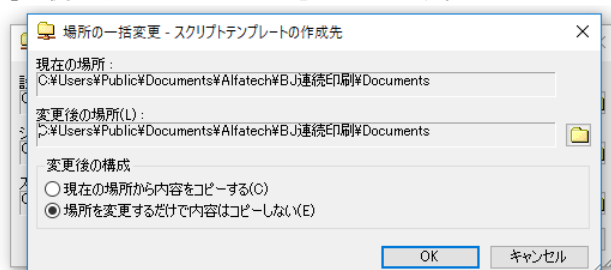 場所の一括変更 - スクリプトテンプレートの作成先
現在の場所 :
C:¥Users¥Public¥Documents¥Alfatech¥BJ連続印刷¥Documents
変更後の場所(L) :
C:¥Users¥Public¥Documents¥Alfatech¥BJ連続印刷¥Documents
変更後の構成
現在の場所から内容をコピーする(C)
場所を変更するだけで内容はコピーしない(E)
OK キャンセル